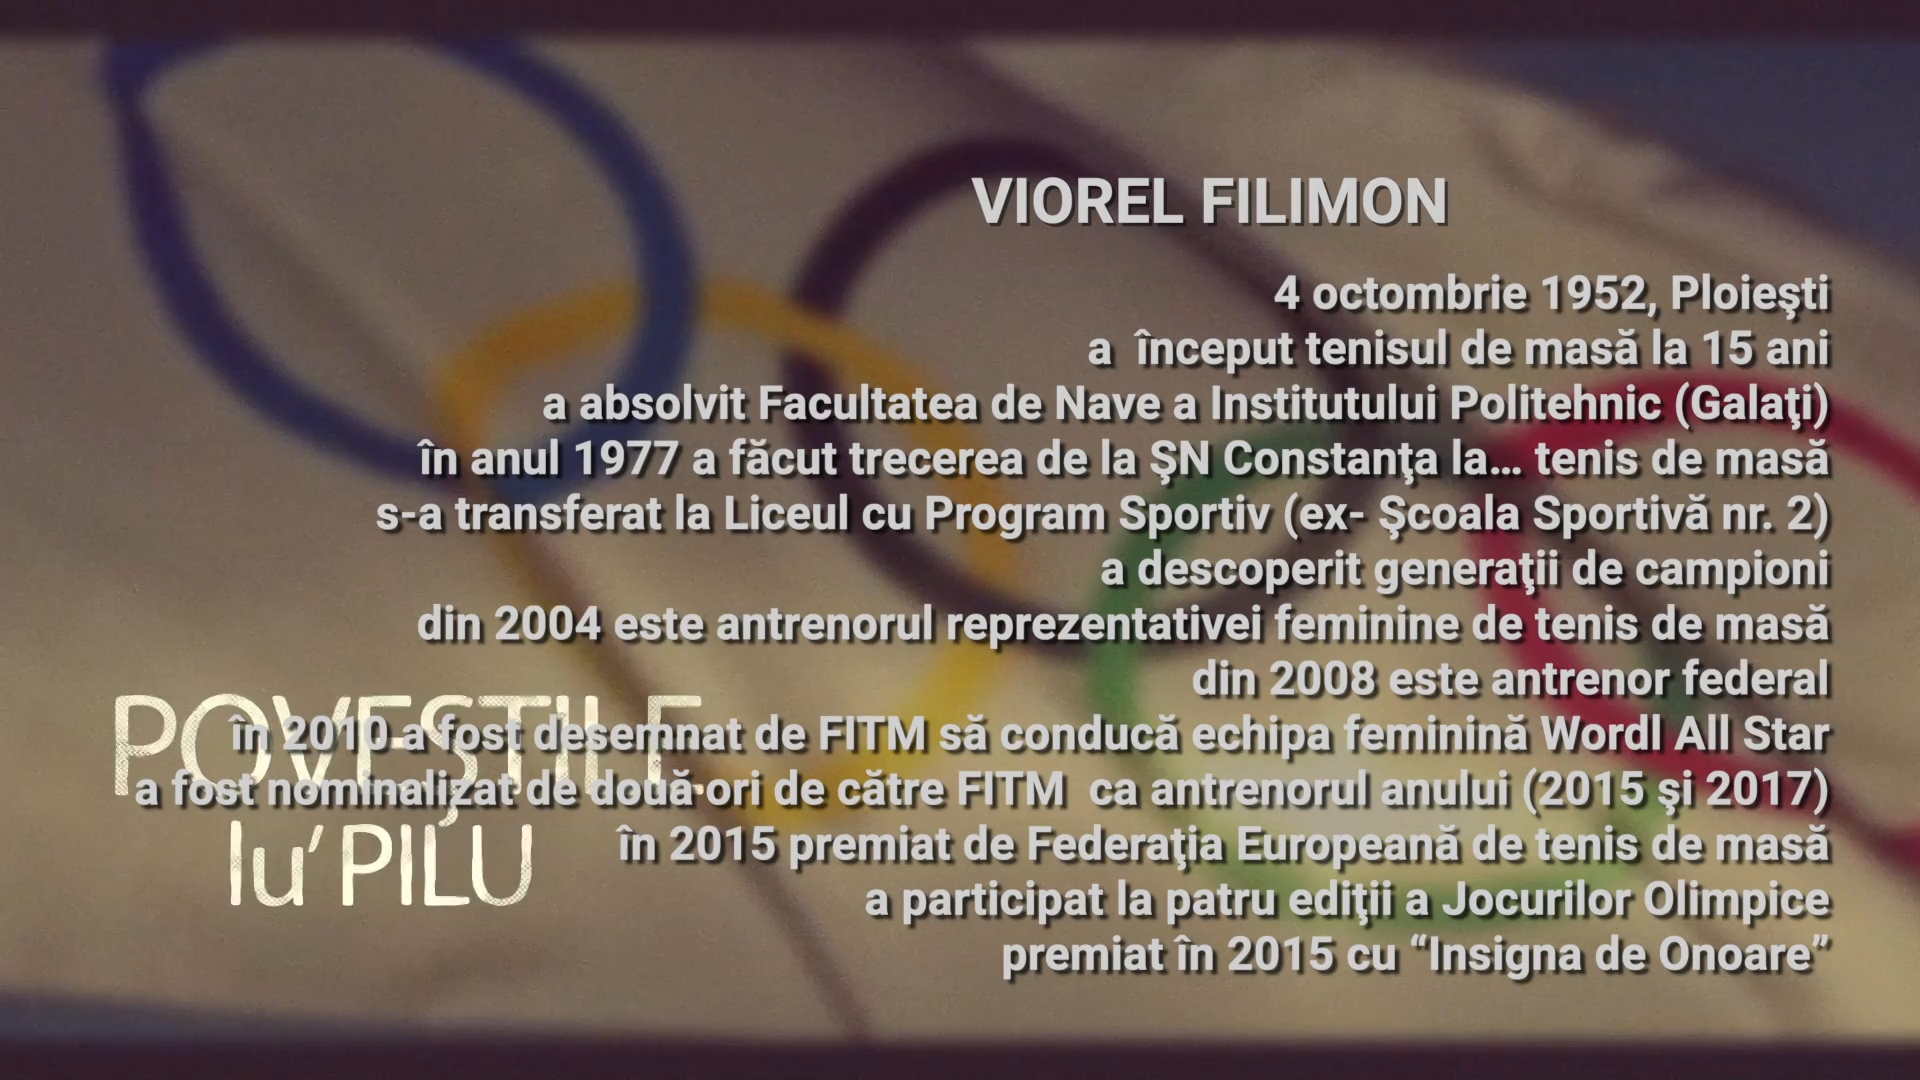 VIOREL FILIMON
4 octombrie 1952, Ploieşti
a  început tenisul de masă la 15 ani
a absolvit Facultatea de Nave a Institutului Politehnic (Galaţi)
în anul 1977 a făcut trecerea de la ŞN Constanţa la... tenis de masă
s-a transferat la Liceul cu Program Sportiv (ex- Şcoala Sportivă nr. 2)
a descoperit generaţii de campioni
din 2004 este antrenorul reprezentativei feminine de tenis de masă
din 2008 este antrenor federal
în 2010 a fost desemnat de FITM să conducă echipa feminină Wordl All Star
a fost nominalizat de două ori de către FITM  ca antrenorul anului (2015 şi 2017)
în 2015 premiat de Federaţia Europeană de tenis de masă
a participat la patru ediţii a Jocurilor Olimpice
premiat în 2015 cu “Insigna de Onoare”
POVEȘTILE
lu’ PILU